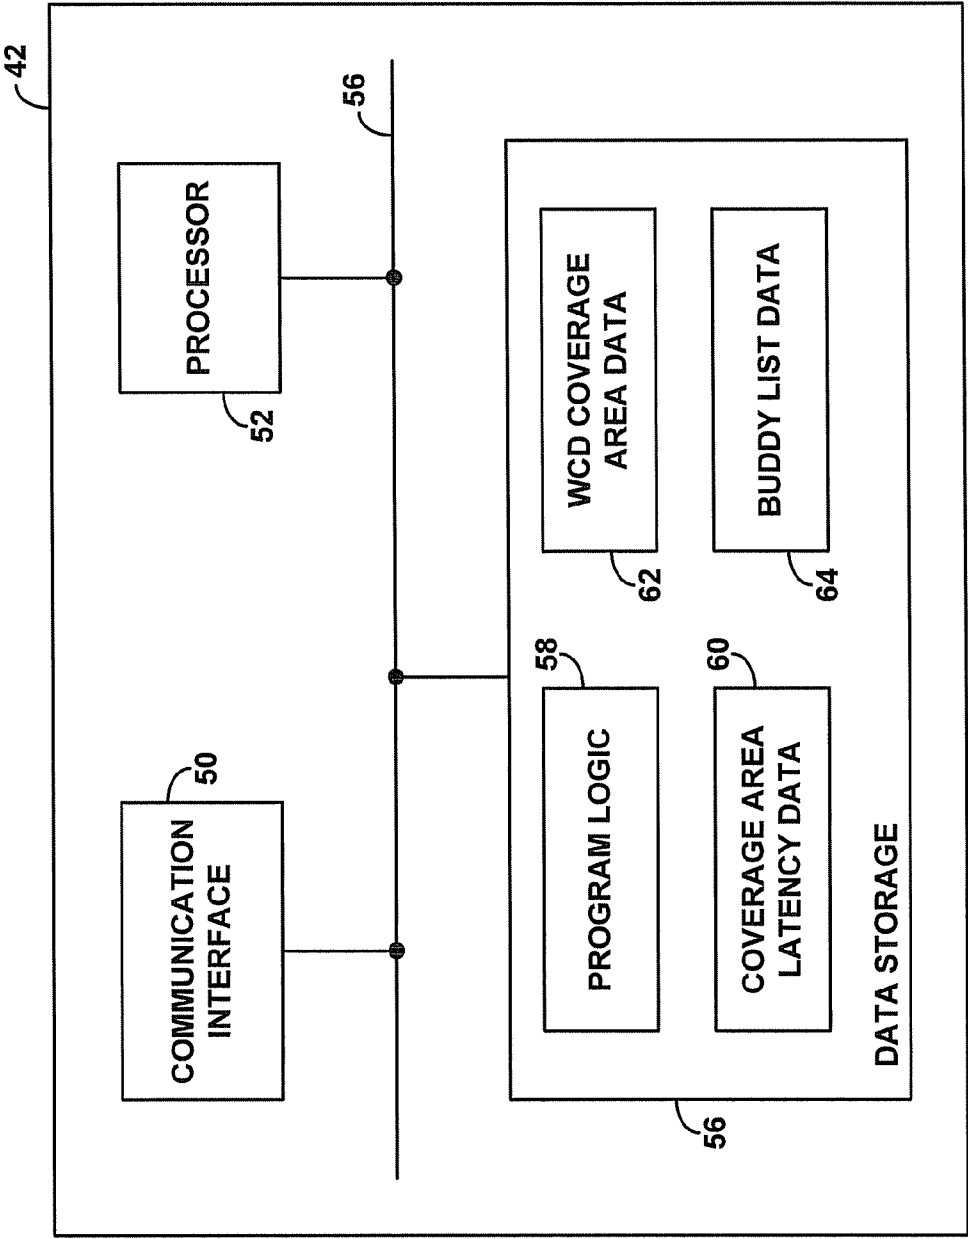 42
COMMUNICATION
INTERFACE
50
PROCESSOR
52
56
PROGRAM LOGIC
58
WCD COVERAGE
AREA DATA
62
COVERAGE AREA
LATENCY DATA
60
BUDDY LIST DATA
64
DATA STORAGE
56